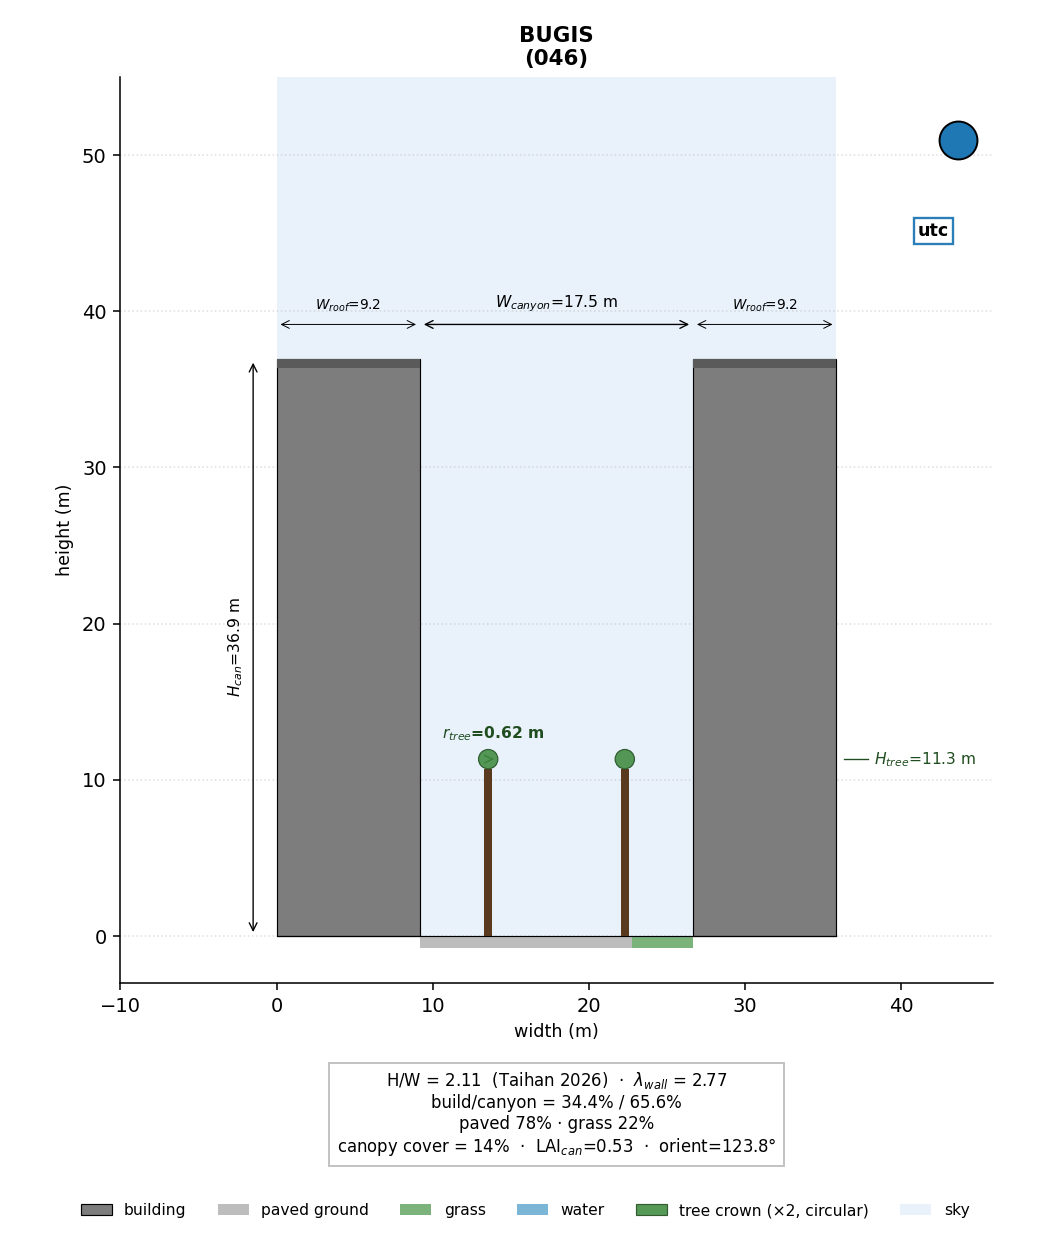 BUGIS
(046)
50
utc
W_roof=9.2
W_canyon=17.5 m
W_roof=9.2
40
30
height (m)
H_can=36.9 m
20
r_tree=0.62 m
H_tree=11.3 m
10
0
−10 0 10 20 30 40
width (m)
H/W = 2.11 (Taihan 2026) · λ_wall = 2.77
build/canyon = 34.4% / 65.6%
paved 78% · grass 22%
canopy cover = 14% · LAI_can=0.53 · orient=123.8°
building paved ground grass water tree crown (×2, circular) sky